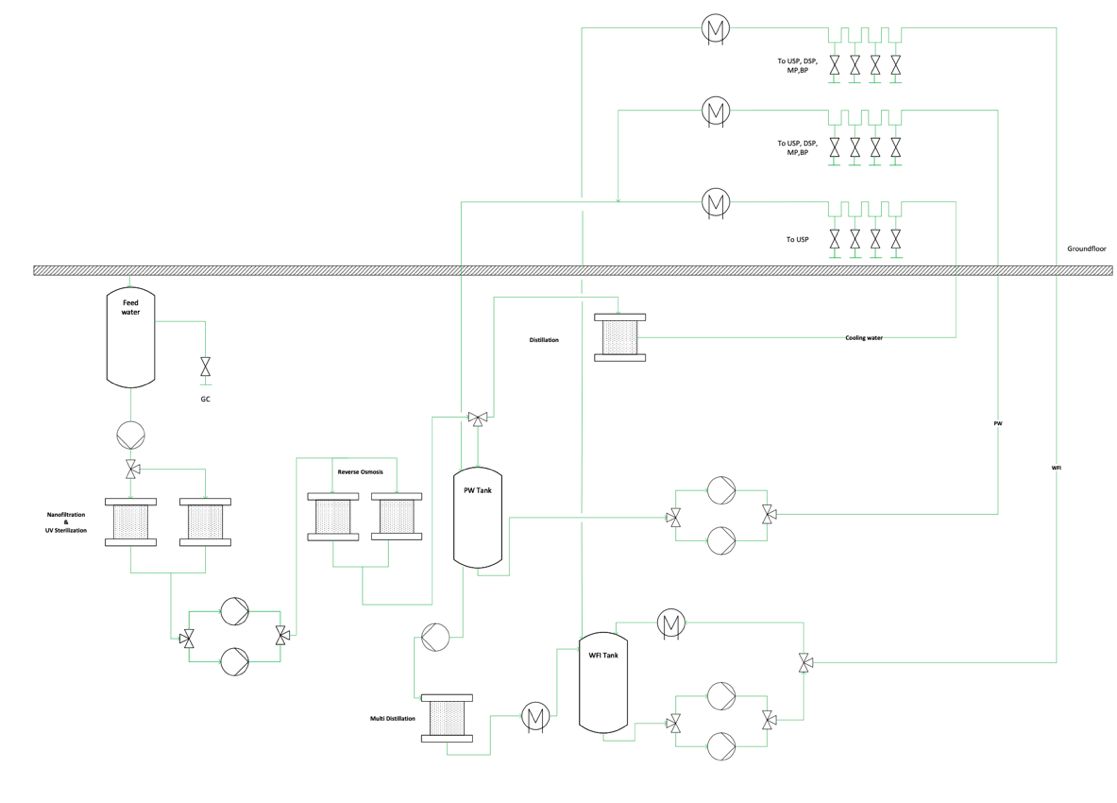 To USP, DSP,
MP,BP
To USP, DSP,
MP,BP
To USP
Groundfloor
Feed
water
Distillation
Cooling water
GC
PW
Reverse Osmosis
WFI
PW Tank
Nanofiltration
&
UV Sterilization
WFI Tank
Multi Distillation